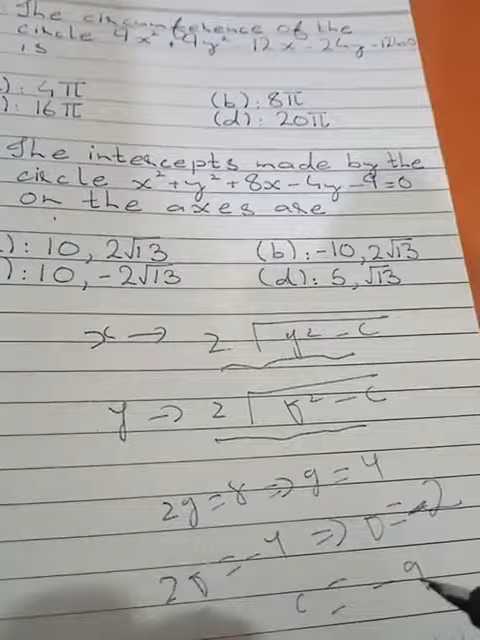 The circumference of the
circle 4x² + 4y² - 12x - 24y - 12 = 0
is
): 4π (b): 8π
): 16π (d): 20π
The intercepts made by the
circle x² + y² + 8x - 4y - 9 = 0
on the axes are
): 10, 2√13 (b): -10, 2√13
): 10, -2√13 (d): 5, √13
x → 2√g² - c
y → 2√f² - c
2g = 8 ⇒ g = 4
2f = -4 ⇒ f = -2
c = -9